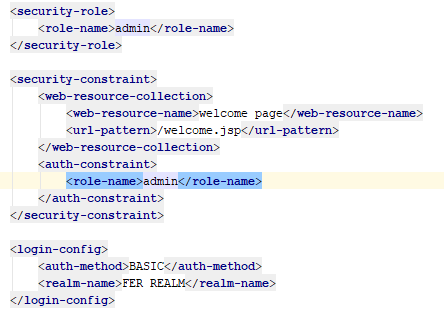 <security-role>
<role-name>admin</role-name>
</security-role>
<security-constraint>
<web-resource-collection>
<web-resource-name>welcome page</web-resource-name>
<url-pattern>/welcome.jsp</url-pattern>
</web-resource-collection>
<auth-constraint>
<role-name>admin</role-name>
</auth-constraint>
</security-constraint>
<login-config>
<auth-method>BASIC</auth-method>
<realm-name>FER REALM</realm-name>
</login-config>